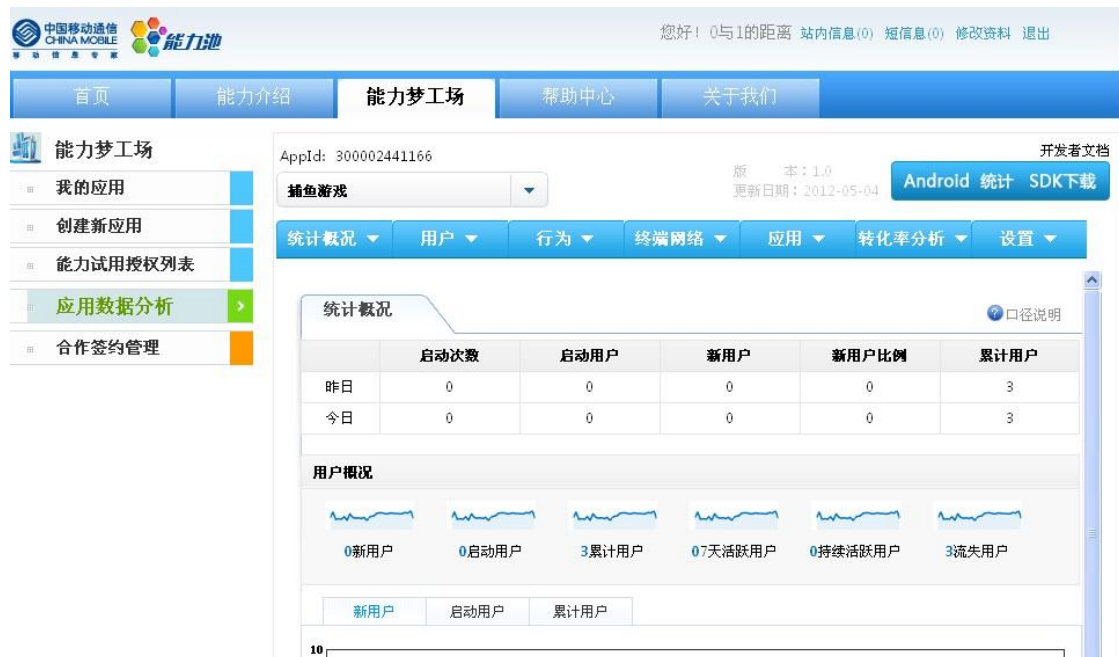 中国移动通信
CHINA MOBILE
移动信息专家
能力池
您好！0与1的距离 站内信息(0) 短信息(0) 修改资料 退出
首页 能力介绍 能力梦工场 帮助中心 关于我们
能力梦工场
我的应用
创建新应用
能力试用授权列表
应用数据分析
合作签约管理
开发者文档
AppId: 300002441166
捕鱼游戏
版 本：1.0
更新日期：2012-05-04
Android 统计 SDK下载
统计概况 用户 行为 终端网络 应用 转化率分析 设置
统计概况
口径说明
启动次数 启动用户 新用户 新用户比例 累计用户
昨日 0 0 0 0 3
今日 0 0 0 0 3
用户概况
0新用户 0启动用户 3累计用户 07天活跃用户 0持续活跃用户 3流失用户
新用户 启动用户 累计用户
10